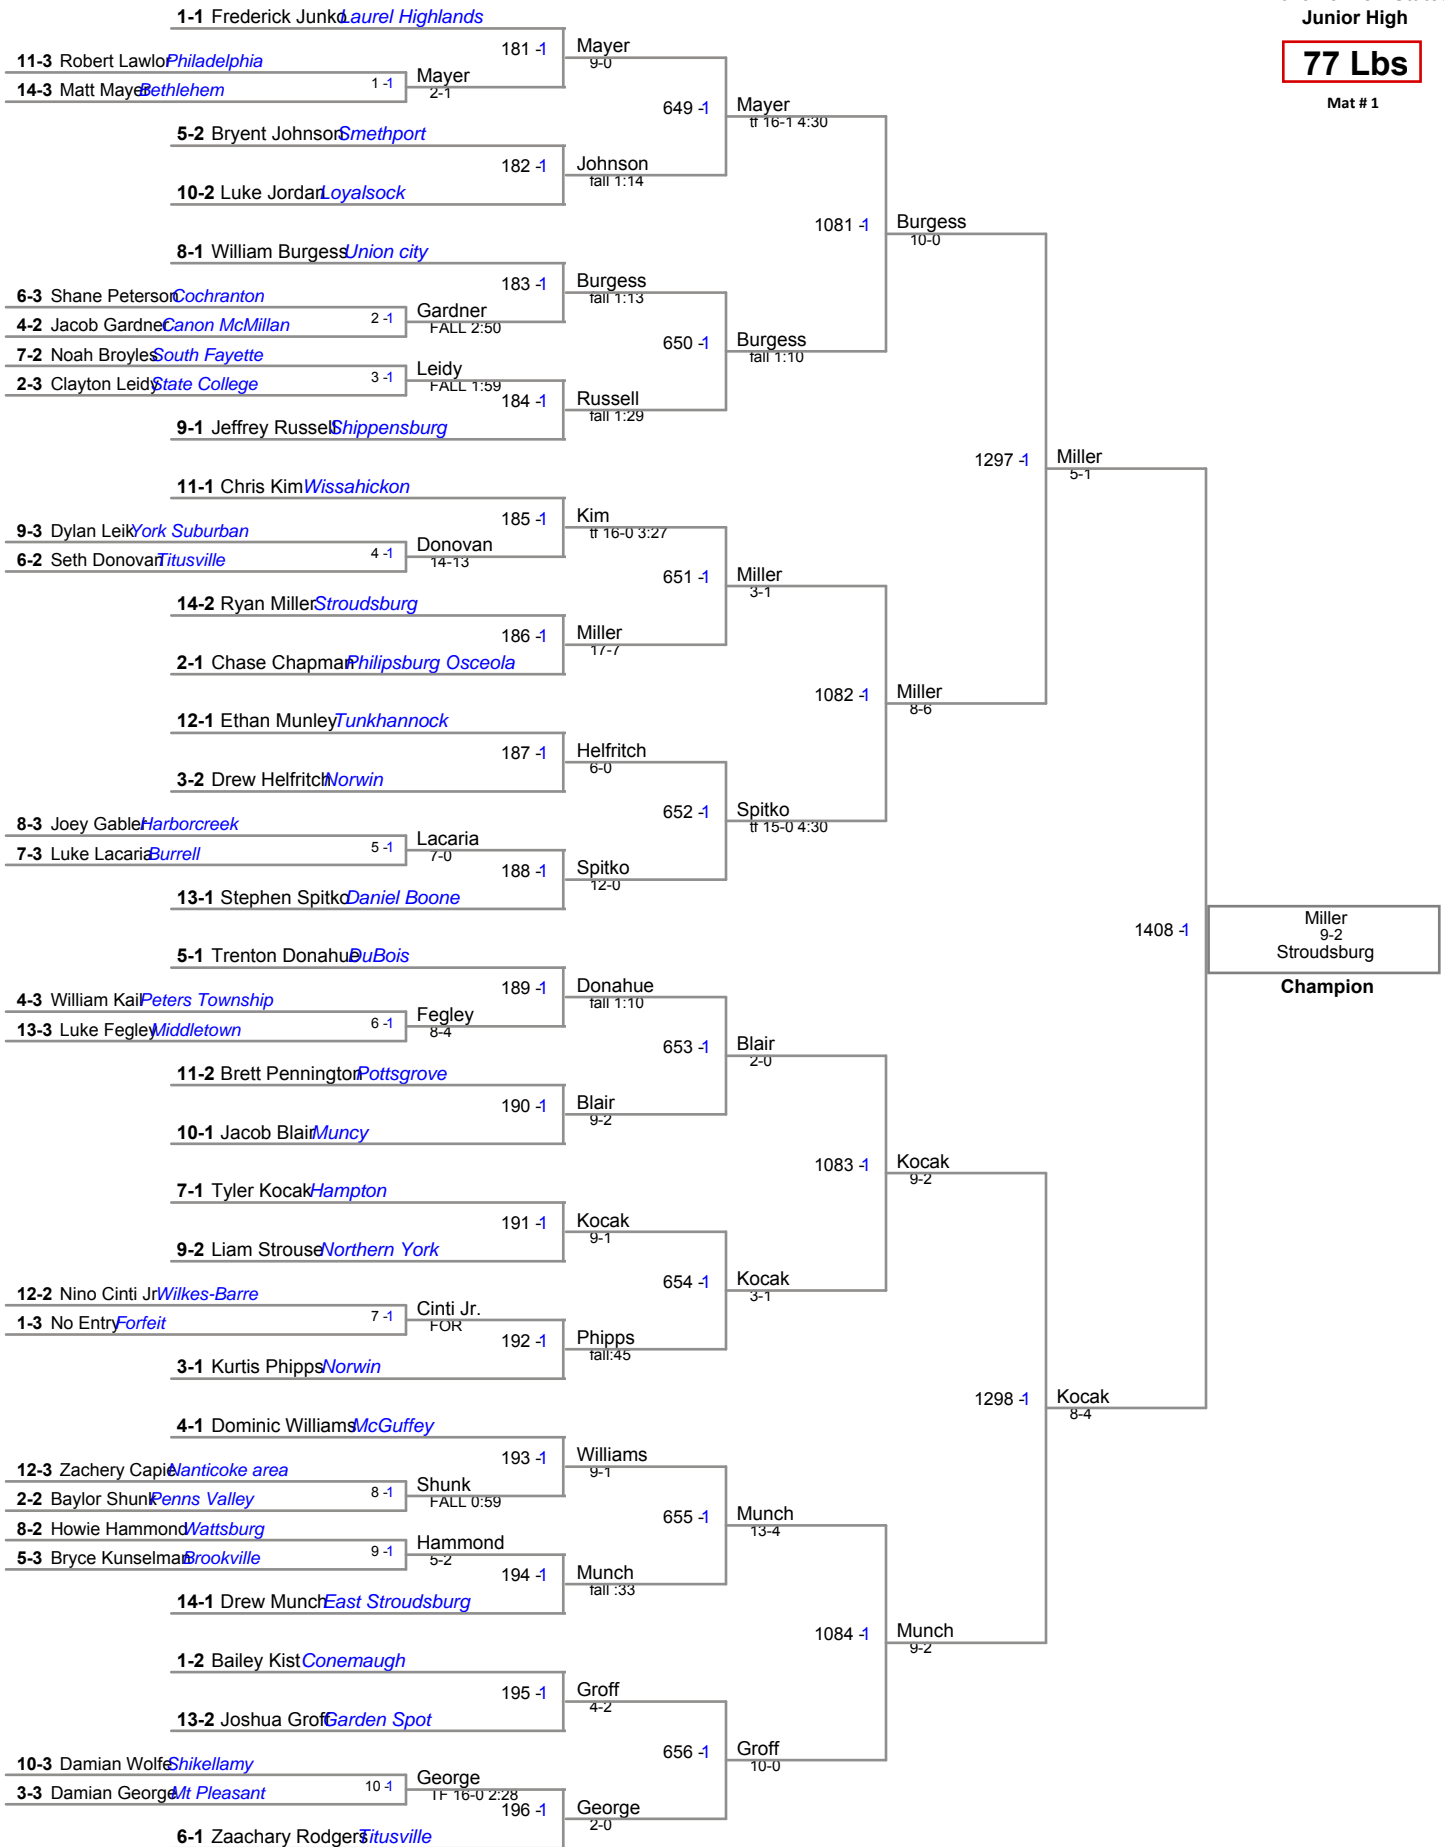 Junior High
77 Lbs
Mat # 1
1-1 Frederick Junko Laurel Highlands
181 -1 Mayer
9-0
11-3 Robert Lawlor Philadelphia
14-3 Matt Mayer Bethlehem
1 -1 Mayer
2-1
649 -1 Mayer
tf 16-1 4:30
5-2 Bryent Johnson Smethport
182 -1 Johnson
fall 1:14
10-2 Luke Jordan Loyalsock
1081 -1 Burgess
10-0
8-1 William Burgess Union city
183 -1 Burgess
fall 1:13
6-3 Shane Peterson Cochranton
4-2 Jacob Gardner Canon McMillan
2 -1 Gardner
FALL 2:50
650 -1 Burgess
fall 1:10
7-2 Noah Broyles South Fayette
2-3 Clayton Leidy State College
3 -1 Leidy
FALL 1:59
184 -1 Russell
fall 1:29
9-1 Jeffrey Russell Shippensburg
1297 -1 Miller
5-1
11-1 Chris Kim Wissahickon
185 -1 Kim
tf 16-0 3:27
9-3 Dylan Leik York Suburban
6-2 Seth Donovan Titusville
4 -1 Donovan
14-13
651 -1 Miller
3-1
14-2 Ryan Miller Stroudsburg
186 -1 Miller
17-7
2-1 Chase Chapman Philipsburg Osceola
1082 -1 Miller
8-6
12-1 Ethan Munley Tunkhannock
187 -1 Helfritch
6-0
3-2 Drew Helfritch Norwin
652 -1 Spitko
tf 15-0 4:30
8-3 Joey Gabler Harborcreek
7-3 Luke Lacaria Burrell
5 -1 Lacaria
7-0
188 -1 Spitko
12-0
13-1 Stephen Spitko Daniel Boone
1408 -1 Miller
9-2
Stroudsburg
Champion
5-1 Trenton Donahue DuBois
189 -1 Donahue
fall 1:10
4-3 William Kail Peters Township
13-3 Luke Fegley Middletown
6 -1 Fegley
8-4
653 -1 Blair
2-0
11-2 Brett Pennington Pottsgrove
190 -1 Blair
9-2
10-1 Jacob Blair Muncy
1083 -1 Kocak
9-2
7-1 Tyler Kocak Hampton
191 -1 Kocak
9-1
9-2 Liam Strouse Northern York
654 -1 Kocak
3-1
12-2 Nino Cinti Jr Wilkes-Barre
1-3 No Entry Forfeit
7 -1 Cinti Jr.
FOR
192 -1 Phipps
fall:45
3-1 Kurtis Phipps Norwin
1298 -1 Kocak
8-4
4-1 Dominic Williams McGuffey
193 -1 Williams
9-1
12-3 Zachery Capie Nanticoke area
2-2 Baylor Shunk Penns Valley
8 -1 Shunk
FALL 0:59
655 -1 Munch
13-4
8-2 Howie Hammond Wattsburg
5-3 Bryce Kunselman Brookville
9 -1 Hammond
5-2
194 -1 Munch
fall :33
14-1 Drew Munch East Stroudsburg
1084 -1 Munch
9-2
1-2 Bailey Kist Conemaugh
195 -1 Groff
4-2
13-2 Joshua Groff Garden Spot
656 -1 Groff
10-0
10-3 Damian Wolfe Shikellamy
3-3 Damian George Mt Pleasant
10 -1 George
TF 16-0 2:28
196 -1 George
2-0
6-1 Zaachary Rodgers Titusville